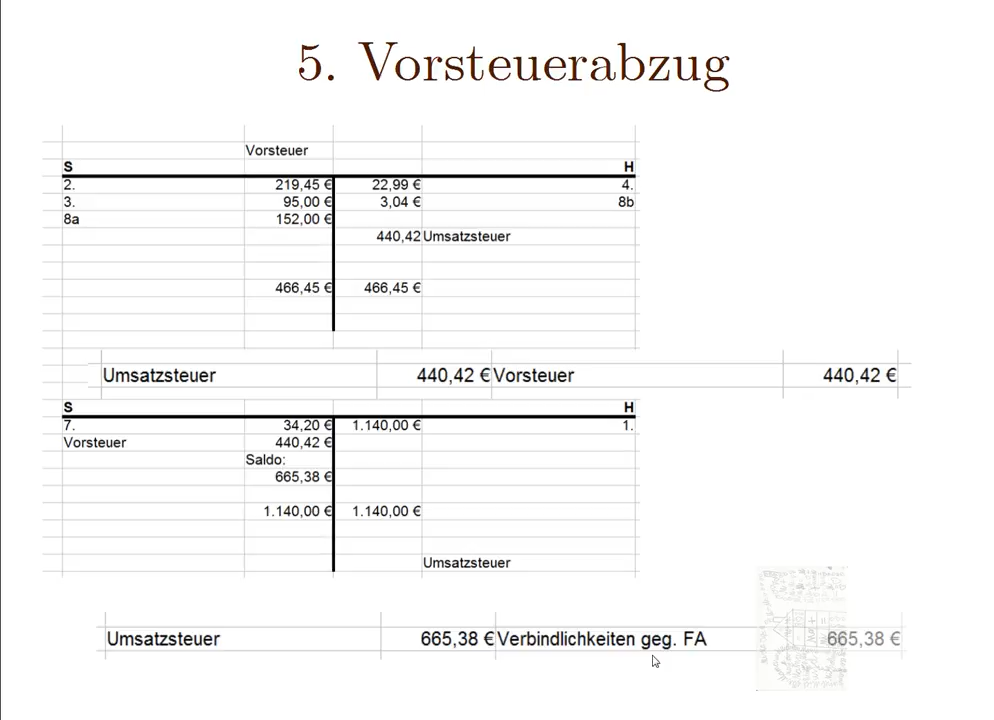 5. Vorsteuerabzug
Vorsteuer
S H
2. 219,45 € 22,99 € 4.
3. 95,00 € 3,04 € 8b
8a 152,00 €
440,42 Umsatzsteuer
466,45 € 466,45 €
Umsatzsteuer 440,42 € Vorsteuer 440,42 €
S H
7. 34,20 € 1.140,00 € 1.
Vorsteuer 440,42 €
Saldo:
665,38 €
1.140,00 € 1.140,00 €
Umsatzsteuer
Umsatzsteuer 665,38 € Verbindlichkeiten geg. FA 665,38 €